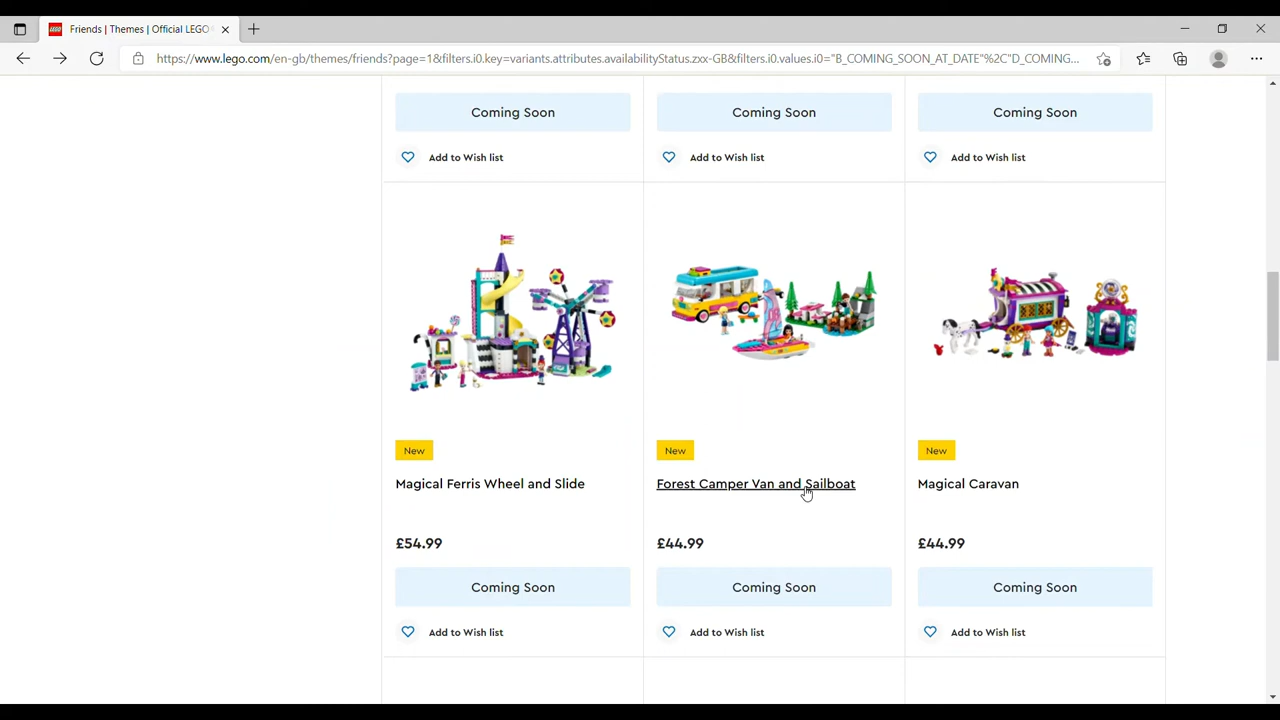 Friends | Themes | Official LEGO
https://www.lego.com/en-gb/themes/friends?page=1&filters.i0.key=variants.attributes.availabilityStatus.zxx-GB&filters.i0.values.i0="B_COMING_SOON_AT_DATE"%2C"D_COMING...
Coming Soon
Coming Soon
Coming Soon
Add to Wish list
Add to Wish list
Add to Wish list
New
New
New
Magical Ferris Wheel and Slide
Forest Camper Van and Sailboat
Magical Caravan
£54.99
£44.99
£44.99
Coming Soon
Coming Soon
Coming Soon
Add to Wish list
Add to Wish list
Add to Wish list